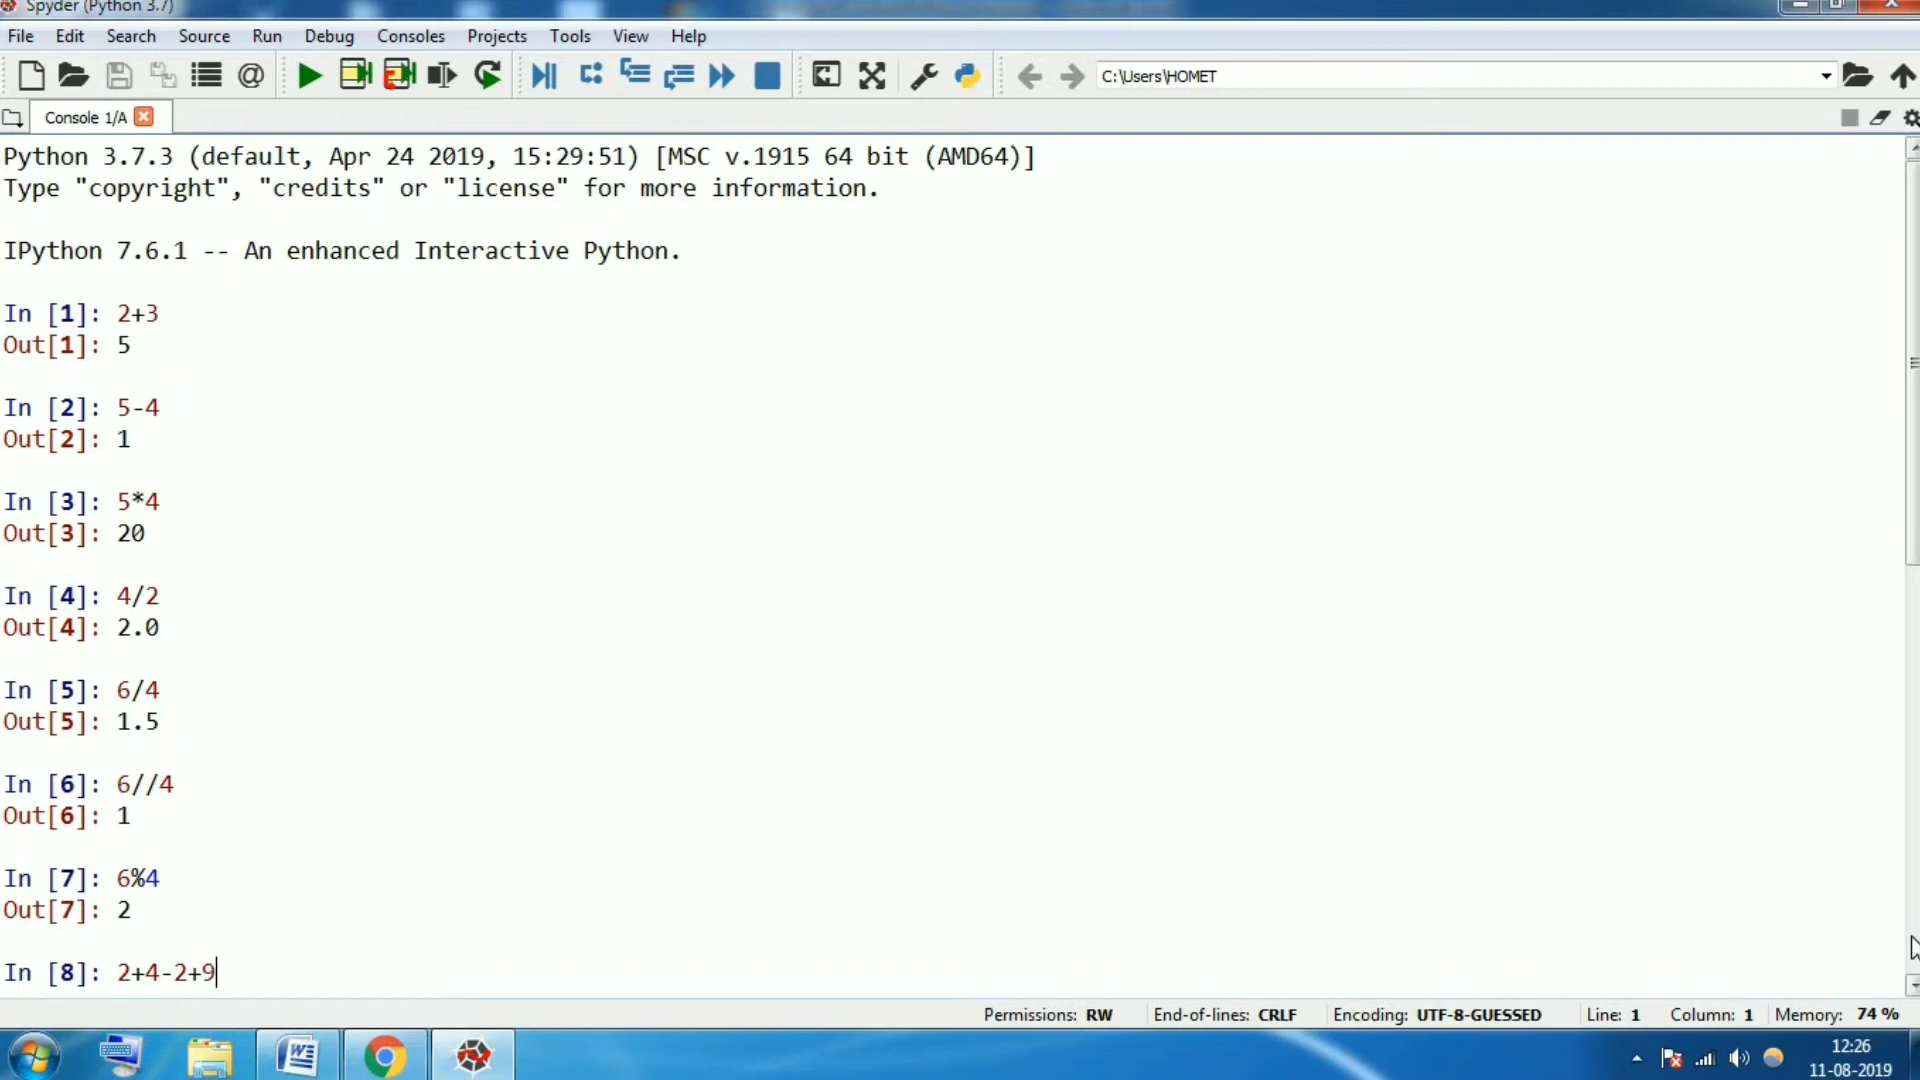 Spyder (Python 3.7)
File Edit Search Source Run Debug Consoles Projects Tools View Help
C:\Users\HOMET
Console 1/A
Python 3.7.3 (default, Apr 24 2019, 15:29:51) [MSC v.1915 64 bit (AMD64)]
Type "copyright", "credits" or "license" for more information.
IPython 7.6.1 -- An enhanced Interactive Python.
In [1]: 2+3
Out[1]: 5
In [2]: 5-4
Out[2]: 1
In [3]: 5*4
Out[3]: 20
In [4]: 4/2
Out[4]: 2.0
In [5]: 6/4
Out[5]: 1.5
In [6]: 6//4
Out[6]: 1
In [7]: 6%4
Out[7]: 2
In [8]: 2+4-2+9
Permissions: RW End-of-lines: CRLF Encoding: UTF-8-GUESSED Line: 1 Column: 1 Memory: 74 %
12:26
11-08-2019